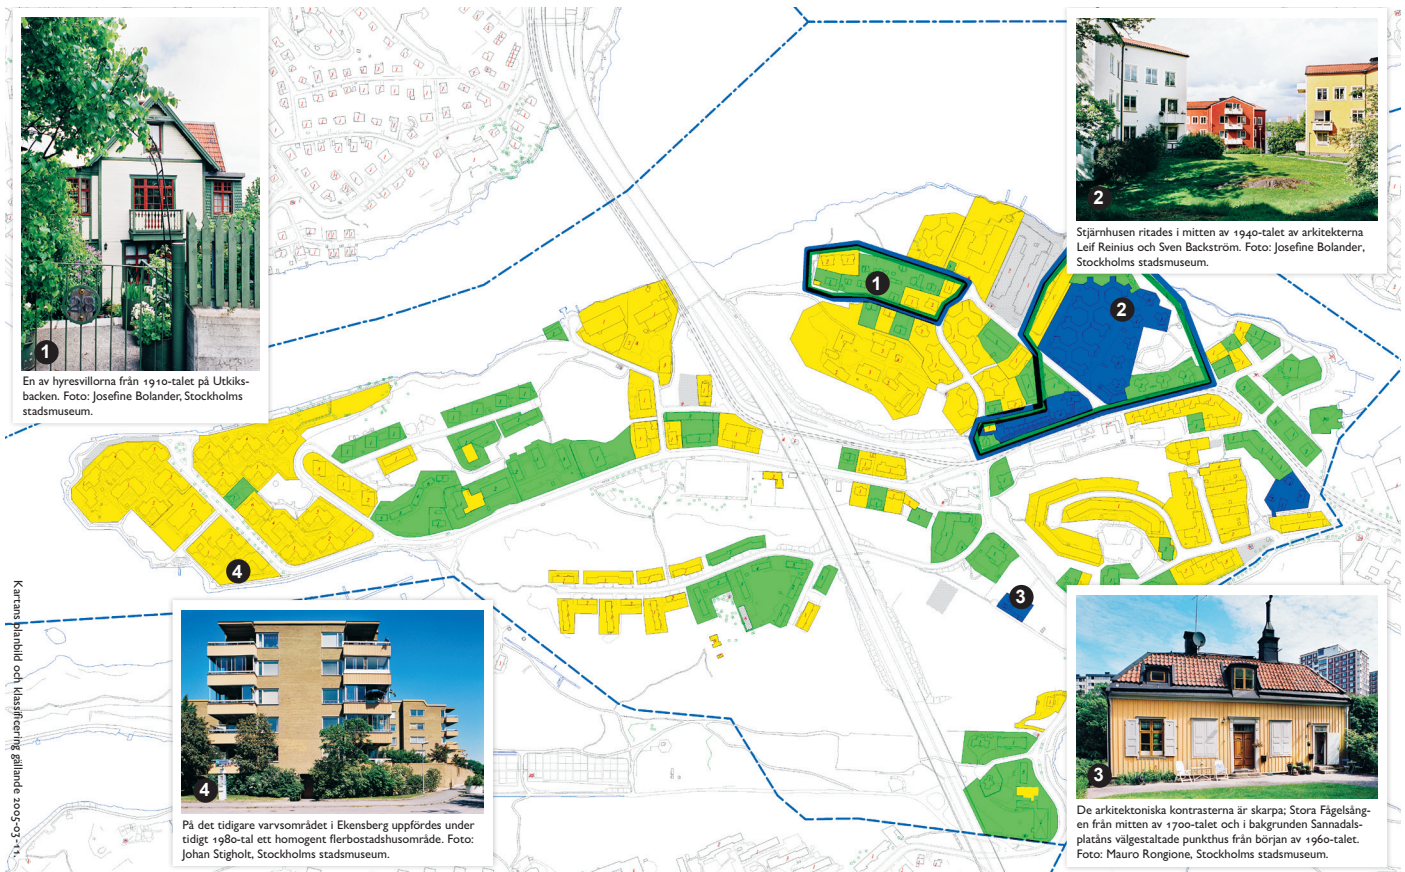 1
En av hyresvillorna från 1910-talet på Utkiks-
backen. Foto: Josefine Bolander, Stockholms
stadsmuseum.
2
Stjärnhusen ritades i mitten av 1940-talet av arkitekterna
Leif Reinius och Sven Backström. Foto: Josefine Bolander,
Stockholms stadsmuseum.
1
2
4
3
Kartans planbild och klassificering gällande 2005-03-11.
4
På det tidigare varvsområdet i Ekensberg uppfördes under
tidigt 1980-tal ett homogent flerbostadshusområde. Foto:
Johan Stigholt, Stockholms stadsmuseum.
3
De arkitektoniska kontrasterna är skarpa; Stora Fågelsång-
en från mitten av 1700-talet och i bakgrunden Sannadals-
platåns välgestaltade punkthus från början av 1960-talet.
Foto: Mauro Rongione, Stockholms stadsmuseum.